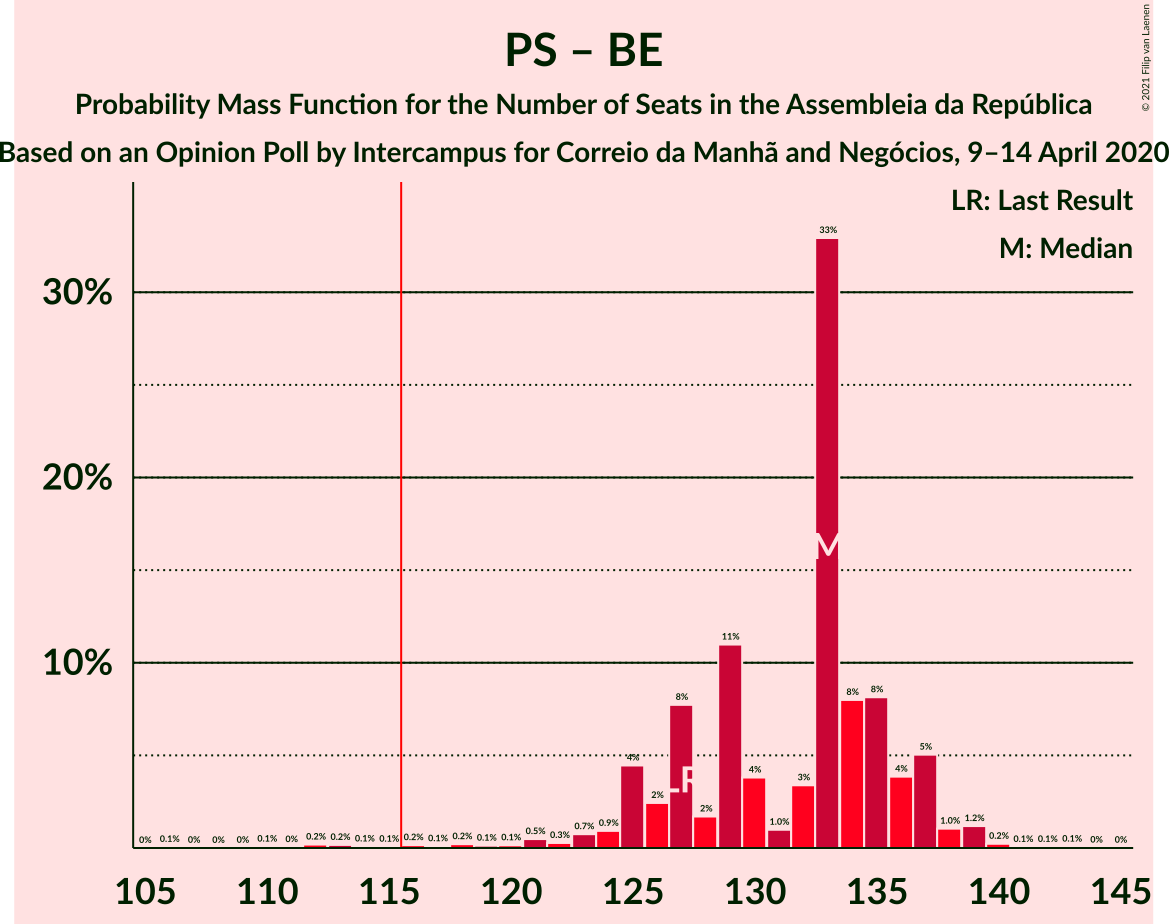 PS – BE
Probability Mass Function for the Number of Seats in the Assembleia da República
Based on an Opinion Poll by Intercampus for Correio da Manhã and Negócios, 9–14 April 2020
© 2021 Filip van Laenen
LR: Last Result
M: Median
33%
30%
20%
M
11%
10%
8% 8% 8%
5%
4% LR 4% 4%
2% 2% 3%
0% 0.1% 0% 0% 0% 0.1% 0% 0.2% 0.2% 0.1% 0.1% 0.2% 0.1% 0.2% 0.1% 0.1% 0.5% 0.3% 0.7% 0.9% 1.0% 1.0% 1.2% 0.2% 0.1% 0.1% 0.1% 0% 0%
105 110 115 120 125 130 135 140 145